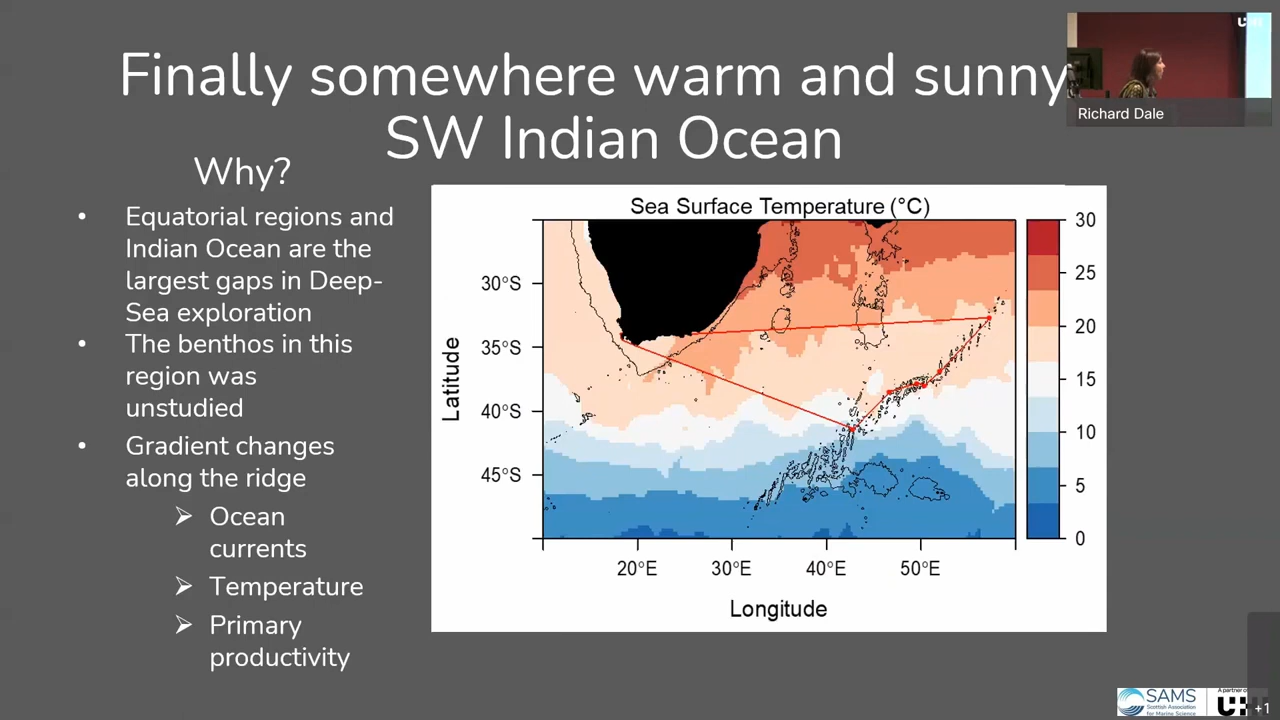 Finally somewhere warm and sunny
SW Indian Ocean
Richard Dale
Why?
• Equatorial regions and
Indian Ocean are the
largest gaps in Deep-
Sea exploration
• The benthos in this
region was
unstudied
• Gradient changes
along the ridge
➢ Ocean
currents
➢ Temperature
➢ Primary
productivity
Sea Surface Temperature (°C)
Latitude
30°S
35°S
40°S
45°S
20°E
30°E
40°E
50°E
Longitude
30
25
20
15
10
5
0
SAMS
Scottish Association
for Marine Science
A partner of
+1